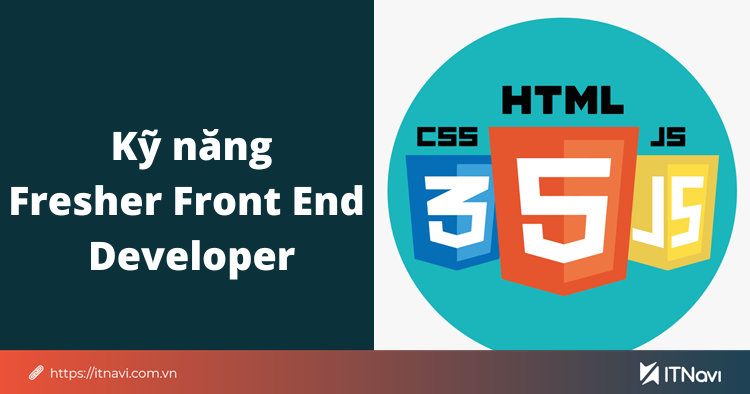 Kỹ năng
Fresher Front End
Developer
HTML
CSS
JS
3
5
JS
https://itnavi.com.vn
ITNavi